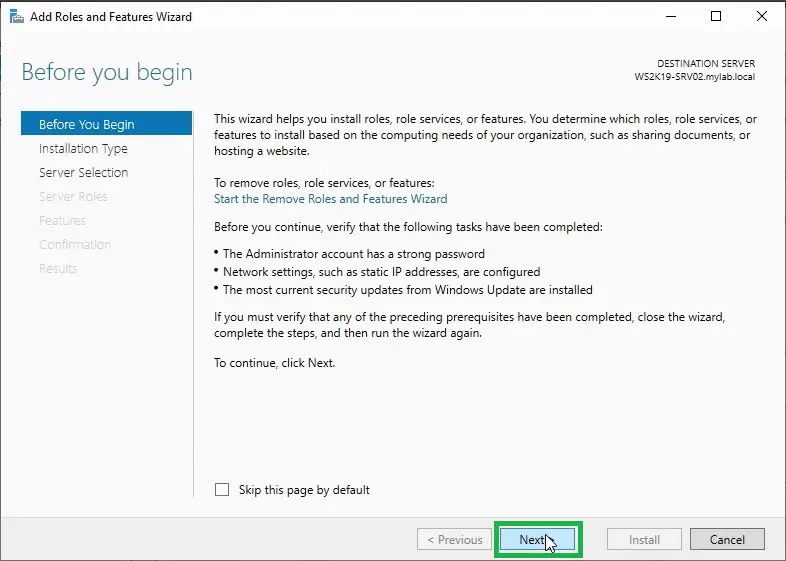 Add Roles and Features Wizard
Before you begin
DESTINATION SERVER
WS2K19-SRV02.mylab.local
Before You Begin
Installation Type
Server Selection
Server Roles
Features
Confirmation
Results
This wizard helps you install roles, role services, or features. You determine which roles, role services, or
features to install based on the computing needs of your organization, such as sharing documents, or
hosting a website.
To remove roles, role services, or features:
Start the Remove Roles and Features Wizard
Before you continue, verify that the following tasks have been completed:
• The Administrator account has a strong password
• Network settings, such as static IP addresses, are configured
• The most current security updates from Windows Update are installed
If you must verify that any of the preceding prerequisites have been completed, close the wizard,
complete the steps, and then run the wizard again.
To continue, click Next.
Skip this page by default
< Previous
Next
Install
Cancel